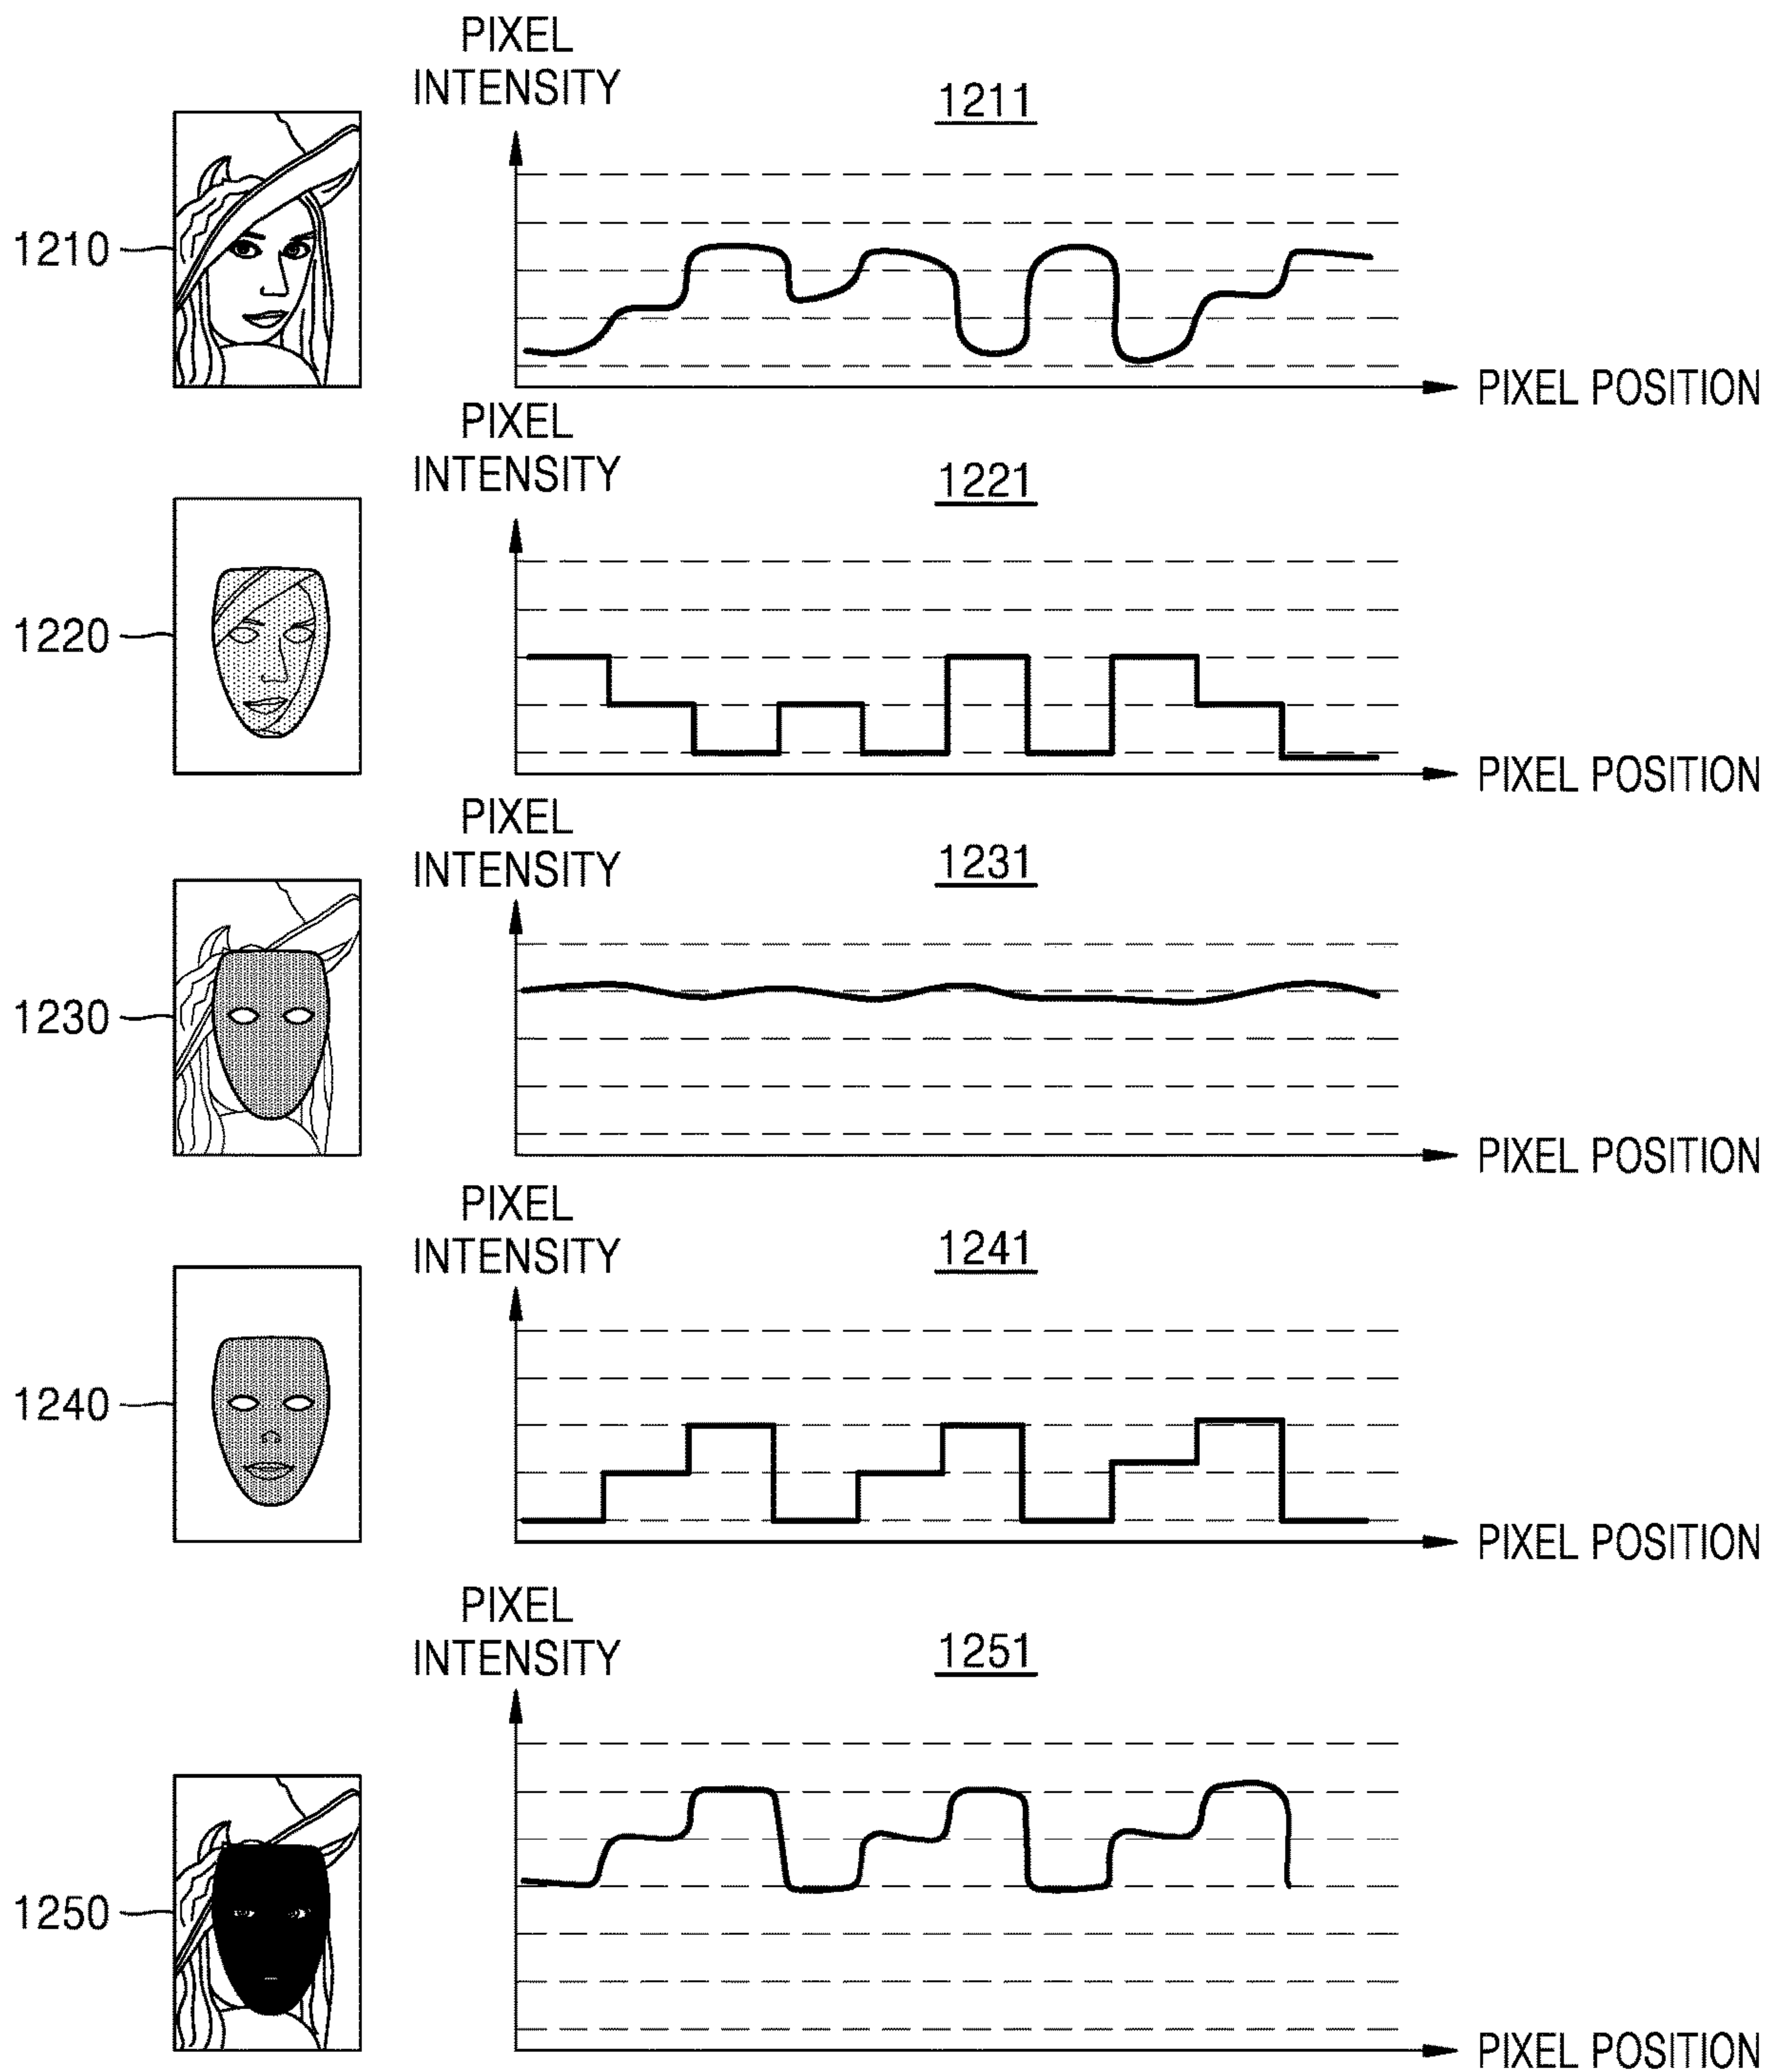 PIXEL
INTENSITY
1211
1210
PIXEL POSITION
PIXEL
INTENSITY
1221
1220
PIXEL POSITION
PIXEL
INTENSITY
1231
1230
PIXEL POSITION
PIXEL
INTENSITY
1241
1240
PIXEL POSITION
PIXEL
INTENSITY
1251
1250
PIXEL POSITION